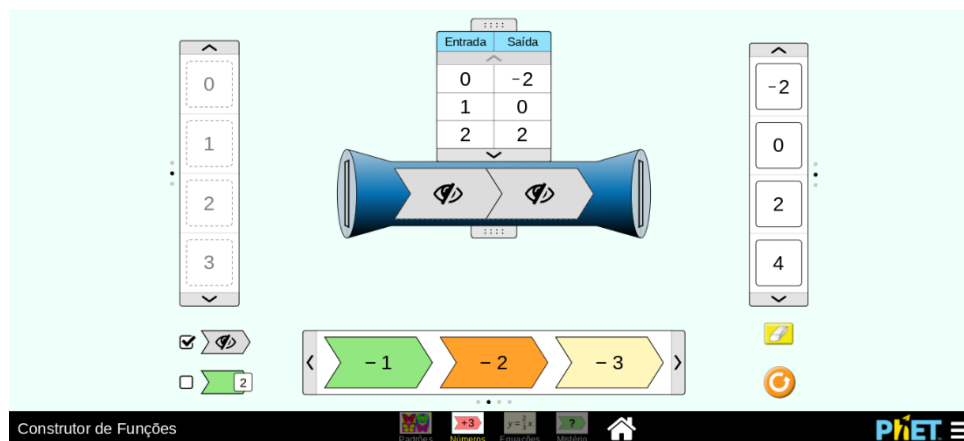 Entrada Saída
0 −2
1 0
2 2
0
1
2
3
−2
0
2
4
− 1 − 2 − 3
2
Construtor de Funções
+3
?
Padrões Números Equações Mistério
PhET